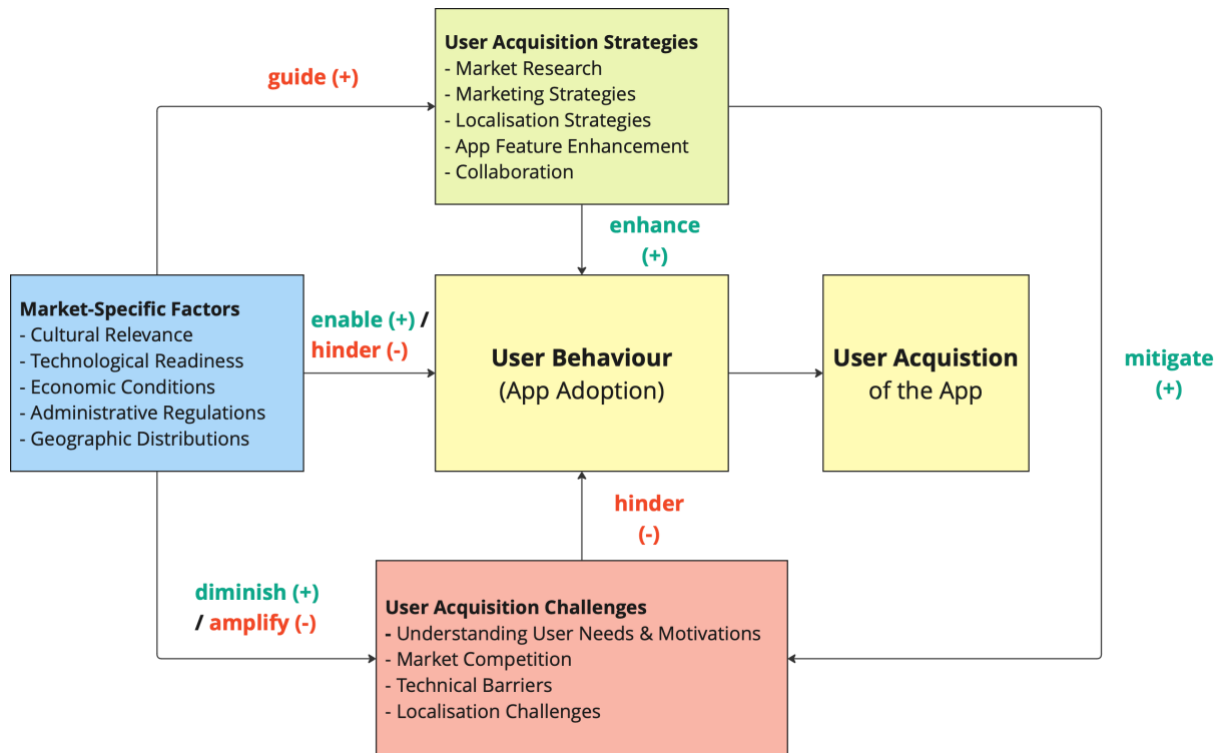 User Acquisition Strategies
- Market Research
- Marketing Strategies
- Localisation Strategies
- App Feature Enhancement
- Collaboration
guide (+)
enhance
(+)
Market-Specific Factors
- Cultural Relevance
- Technological Readiness
- Economic Conditions
- Administrative Regulations
- Geographic Distributions
enable (+) /
hinder (-)
User Behaviour
(App Adoption)
User Acquistion
of the App
mitigate
(+)
hinder
(-)
diminish (+)
/ amplify (-)
User Acquisition Challenges
- Understanding User Needs & Motivations
- Market Competition
- Technical Barriers
- Localisation Challenges